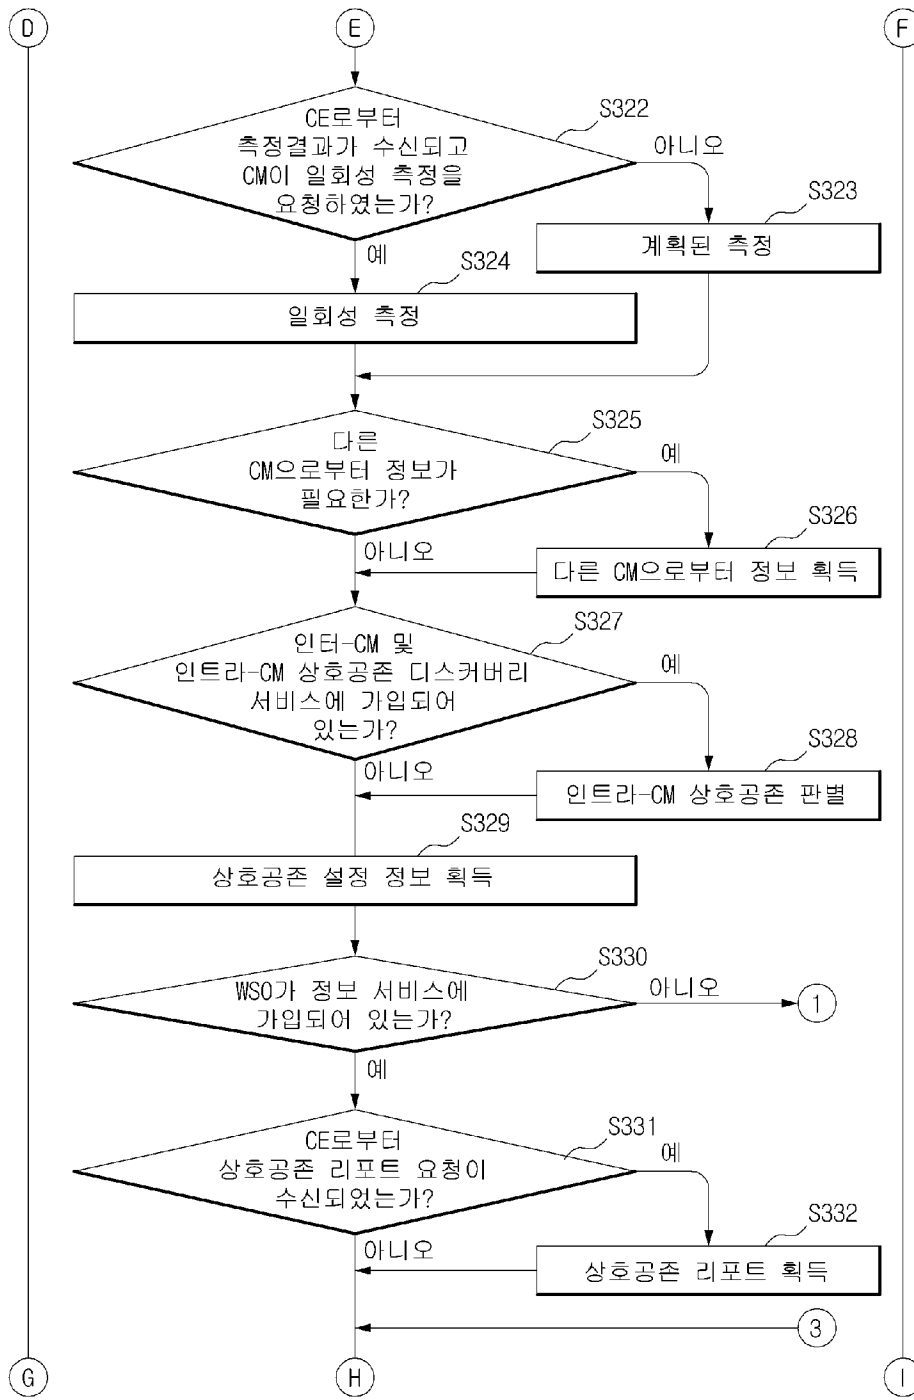 D
E
F
CE로부터
측정결과가 수신되고
CM이 일회성 측정을
요청하였는가?
S322
아니오
S323
계획된 측정
예
S324
일회성 측정
S325
다른
CM으로부터 정보가
필요한가?
예
S326
다른 CM으로부터 정보 획득
아니오
S327
인터-CM 및
인트라-CM 상호공존 디스커버리
서비스에 가입되어
있는가?
예
S328
인트라-CM 상호공존 판별
아니오
S329
상호공존 설정 정보 획득
S330
WSO가 정보 서비스에
가입되어 있는가?
아니오
1
예
S331
CE로부터
상호공존 리포트 요청이
수신되었는가?
예
S332
상호공존 리포트 획득
아니오
3
G
H
I